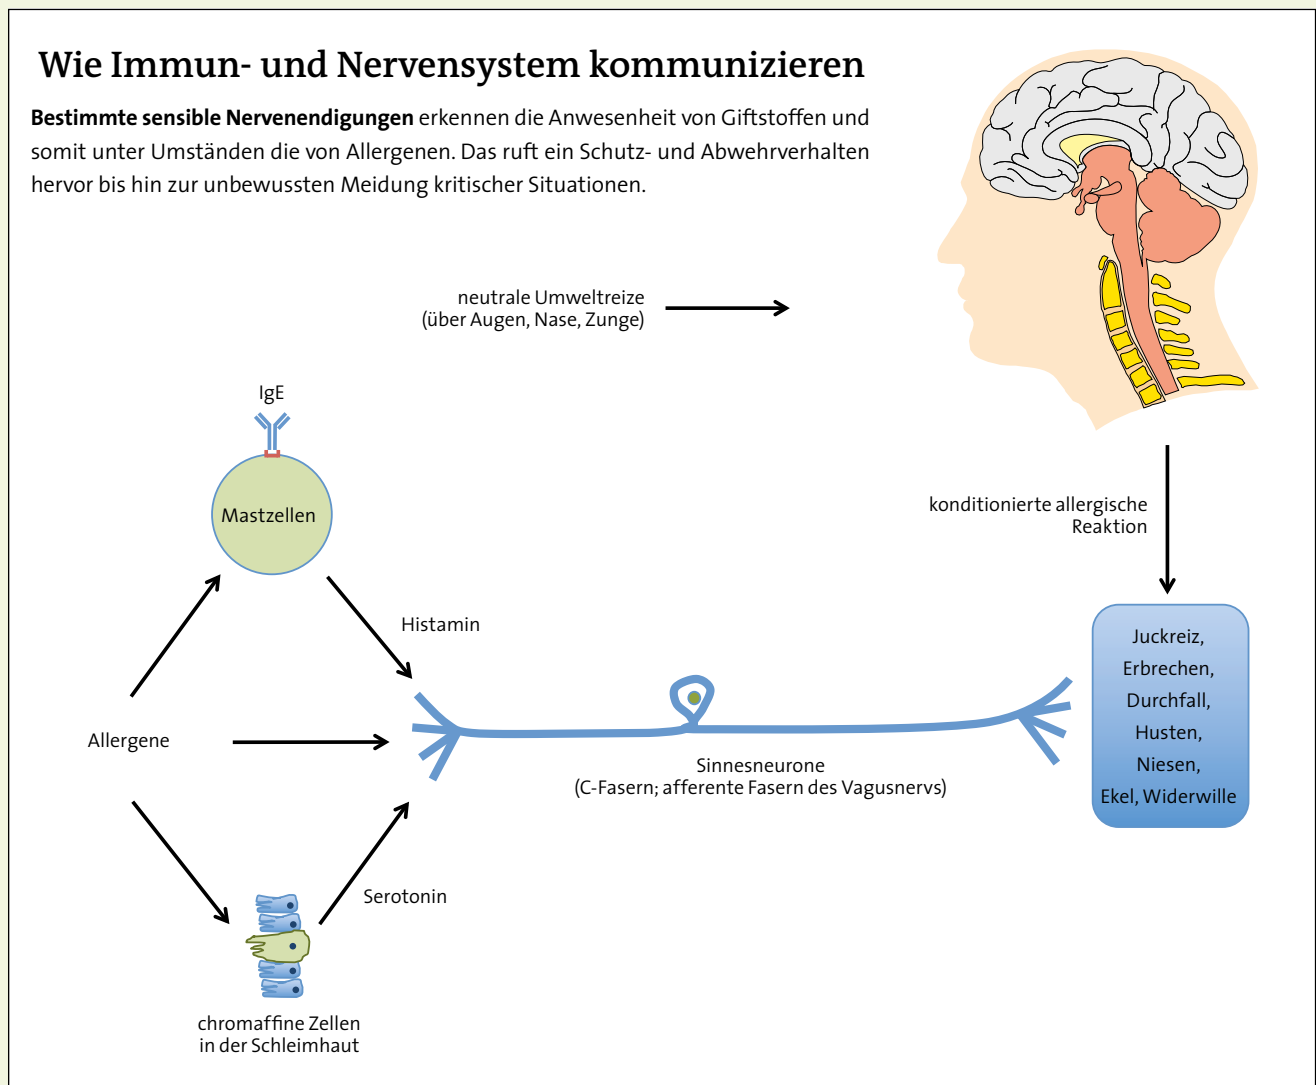 Wie Immun- und Nervensystem kommunizieren
Bestimmte sensible Nervenendigungen erkennen die Anwesenheit von Giftstoffen und
somit unter Umständen die von Allergenen. Das ruft ein Schutz- und Abwehrverhalten
hervor bis hin zur unbewussten Meidung kritischer Situationen.
neutrale Umweltreize
(über Augen, Nase, Zunge)
IgE
Mastzellen
konditionierte allergische
Reaktion
Histamin
Juckreiz,
Erbrechen,
Durchfall,
Husten,
Niesen,
Ekel, Widerwille
Allergene
Sinnesneurone
(C-Fasern; afferente Fasern des Vagusnervs)
Serotonin
chromaffine Zellen
in der Schleimhaut